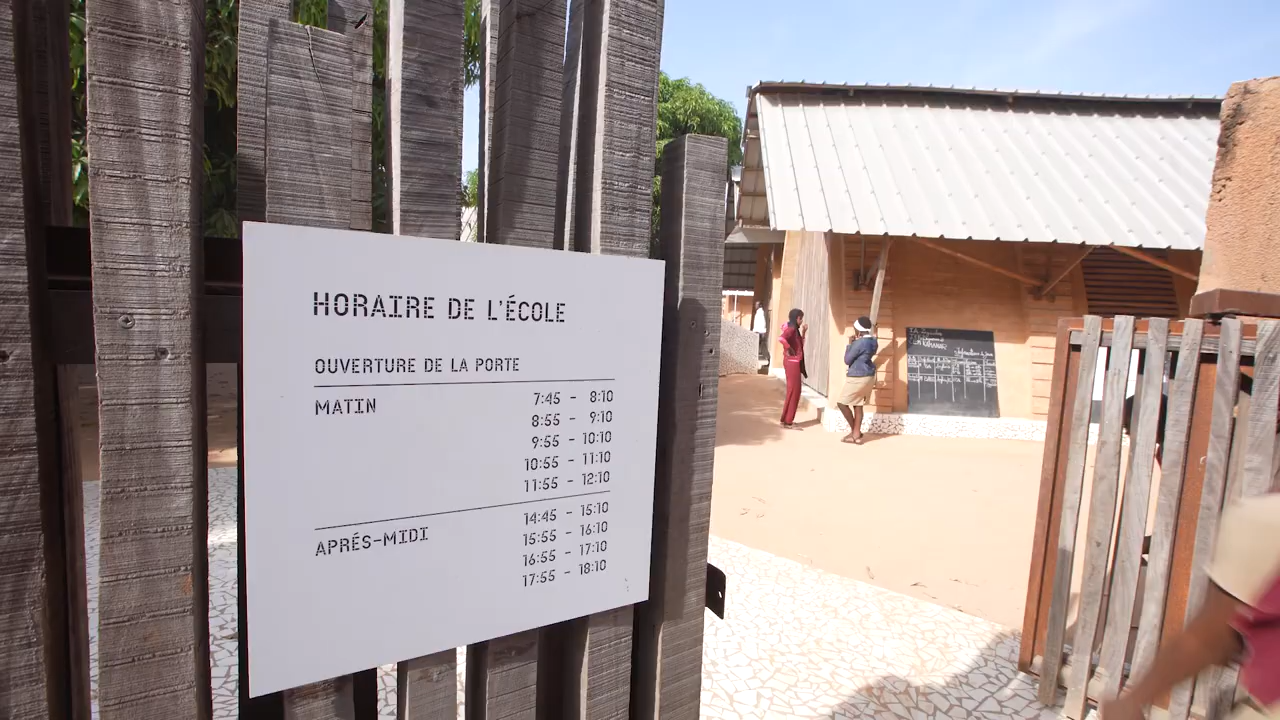 HORAIRE DE L'ÉCOLE
OUVERTURE DE LA PORTE
MATIN 7:45 - 8:10
8:55 - 9:10
9:55 - 10:10
10:55 - 11:10
11:55 - 12:10
APRÉS-MIDI 14:45 - 15:10
15:55 - 16:10
16:55 - 17:10
17:55 - 18:10